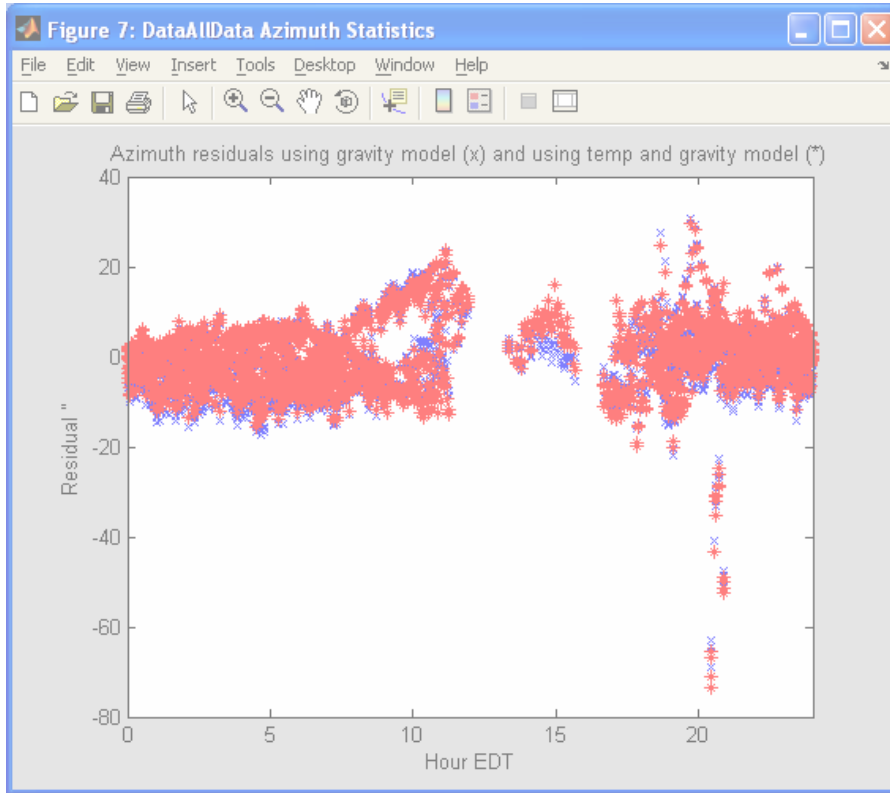 Figure 7: DataAllData Azimuth Statistics
File Edit View Insert Tools Desktop Window Help
Azimuth residuals using gravity model (x) and using temp and gravity model (*)
40
20
0
-20
-40
-60
-80
Residual "
0 5 10 15 20
Hour EDT